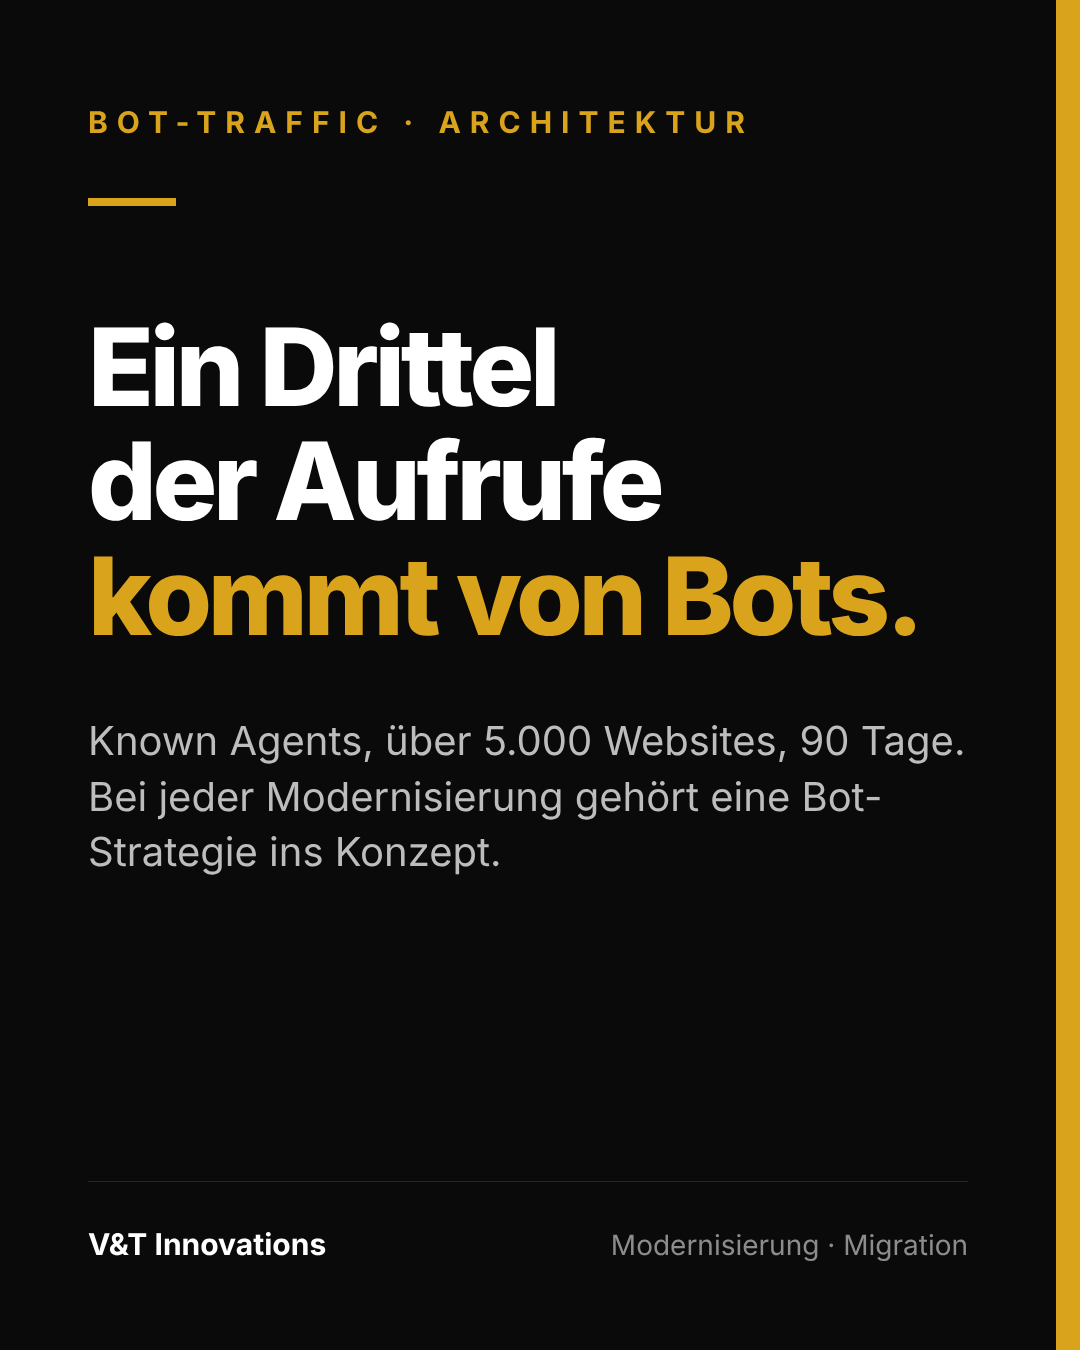 BOT-TRAFFIC · ARCHITEKTUR
Ein Drittel
der Aufrufe
kommt von Bots.
Known Agents, über 5.000 Websites, 90 Tage.
Bei jeder Modernisierung gehört eine Bot-
Strategie ins Konzept.
V&T Innovations
Modernisierung · Migration